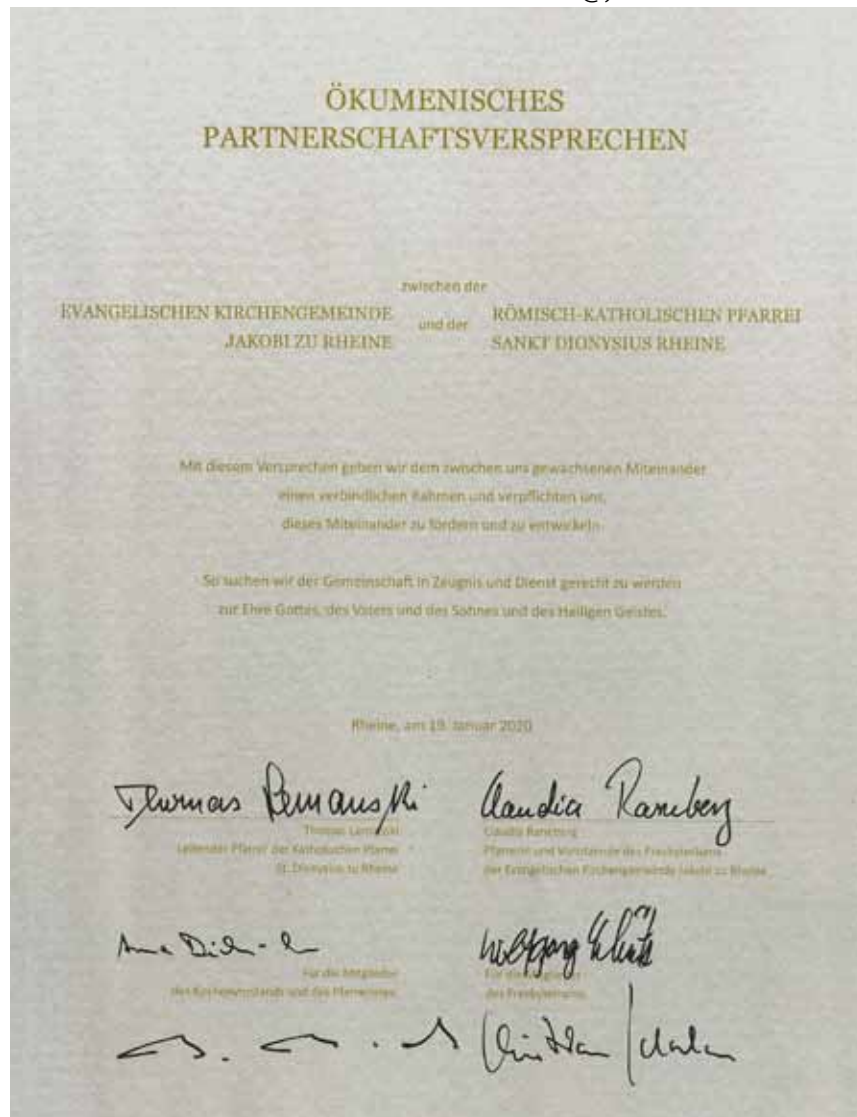 ÖKUMENISCHES
PARTNERSCHAFTSVERSPRECHEN
zwischen der
EVANGELISCHEN KIRCHENGEMEINDE
JAKOBI ZU RHEINE
und der
RÖMISCH-KATHOLISCHEN PFARREI
SANKT DIONYSIUS RHEINE
Mit diesem Versprechen geben wir dem zwischen uns gewachsenen Miteinander
einen verbindlichen Rahmen und verpflichten uns,
dieses Miteinander zu fördern und zu entwickeln.
So suchen wir der Gemeinschaft in Zeugnis und Dienst gerecht zu werden
zur Ehre Gottes, des Vaters und des Sohnes und des Heiligen Geistes.
Rheine, am 19. Januar 2020
Thomas
Claudia
Thomas
Leitender Pfarrer der Katholischen Pfarrei
St. Dionysius zu Rheine
Claudia
Pfarrerin und Vorsitzende des Presbyteriums
der Evangelischen Kirchengemeinde Jakobi zu Rheine
Wolfgang
Für die Mitglieder
des Kirchenvorstands und des Pfarreirates
Für die Mitglieder
des Presbyteriums